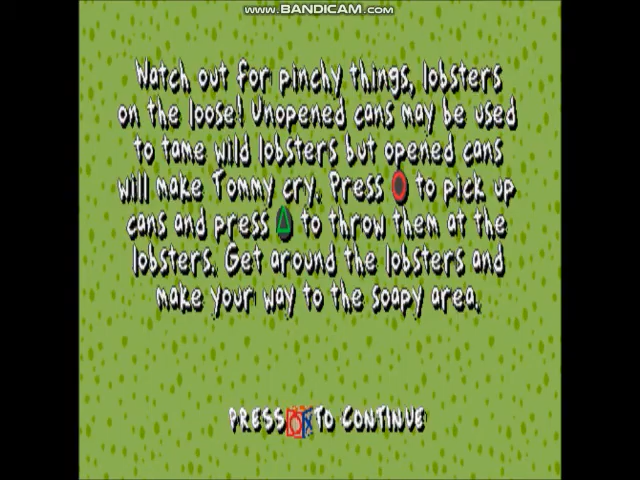 www.BANDICAM.com
Watch out for pinchy things, lobsters
on the loose! Unopened cans may be used
to tame wild lobsters but opened cans
will make Tommy cry. Press to pick up
cans and press to throw them at the
lobsters. Get around the lobsters and
make your way to the soapy area.
PRESS TO CONTINUE